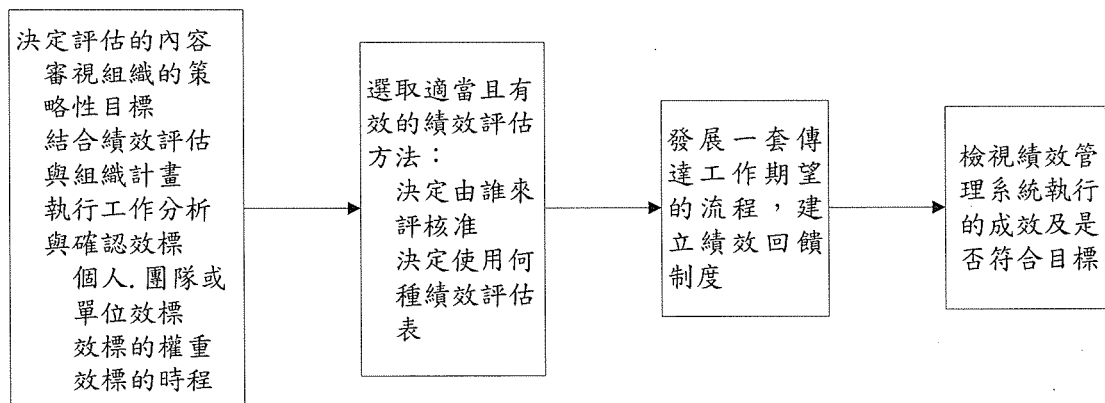 決定評估的內容
審視組織的策
略性目標
結合績效評估
與組織計畫
執行工作分析
與確認效標
個人.團隊或
單位效標
效標的權重
效標的時程
選取適當且有
效的績效評估
方法：
決定由誰來
評核准
決定使用何
種績效評估
表
發展一套傳
達工作期望
的流程，建
立績效回饋
制度
檢視績效管
理系統執行
的成效及是
否符合目標